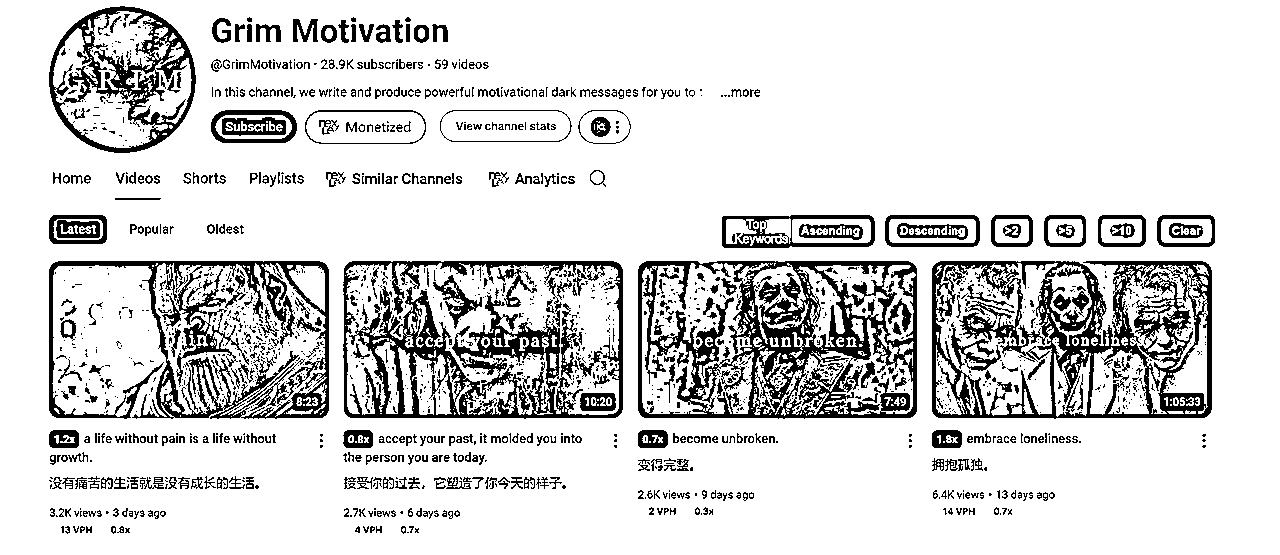 GRIM
Grim Motivation
@GrimMotivation • 28.9K subscribers • 59 videos
In this channel, we write and produce powerful motivational dark messages for you to ...more
Subscribe
Monetized
View channel stats
Home Videos Shorts Playlists Similar Channels Analytics
Latest Popular Oldest
Top Keywords Ascending Descending >2 >5 >10 Clear
8:23
accept your past.
10:20
become unbroken.
7:49
embrace loneliness.
1:05:33
1.2x a life without pain is a life without
growth.
没有痛苦的生活就是没有成长的生活。
3.2K views • 3 days ago
13 VPH 0.8x
0.8x accept your past, it molded you into
the person you are today.
接受你的过去，它塑造了你今天的样子。
2.7K views • 6 days ago
4 VPH 0.7x
0.7x become unbroken.
变得完整。
2.6K views • 9 days ago
2 VPH 0.3x
1.8x embrace loneliness.
拥抱孤独。
6.4K views • 13 days ago
14 VPH 0.7x